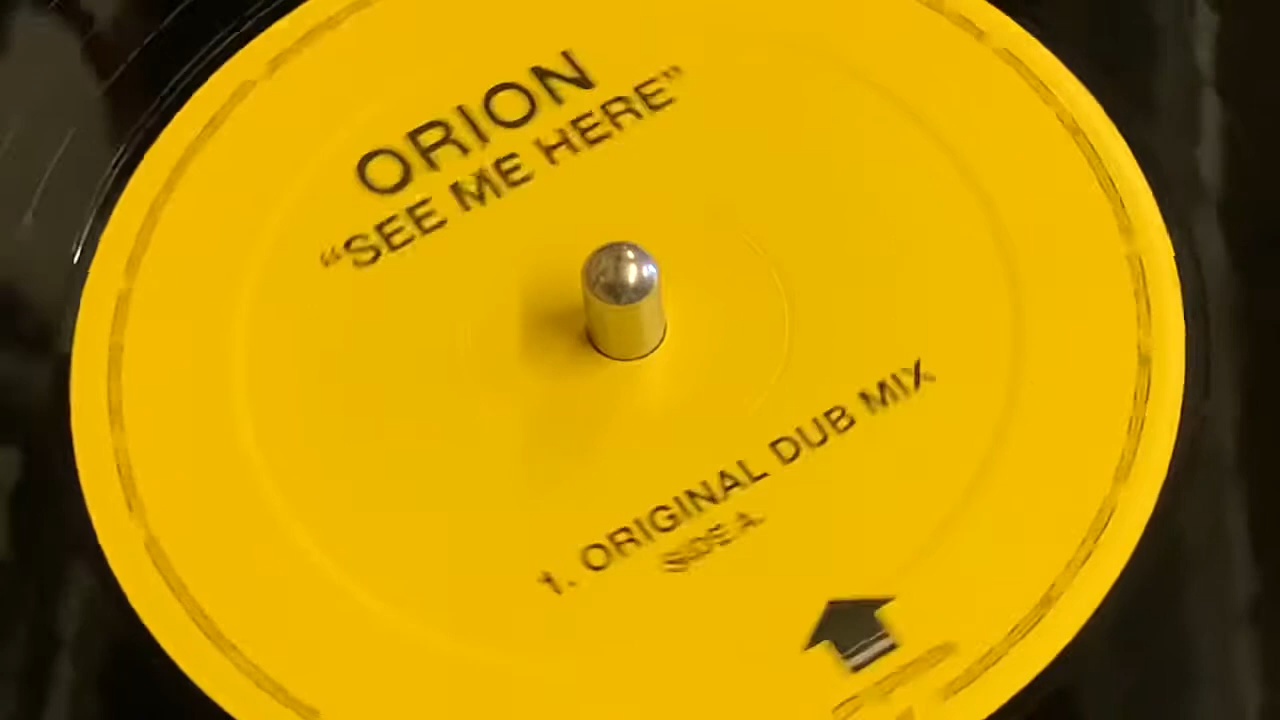 ORION
“SEE ME HERE”
1. ORIGINAL DUB MIX
SIDE A.